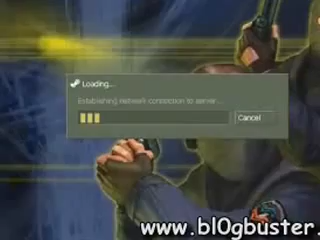 Loading...
Establishing Network connection to server...
Cancel
www.bl0gbuster.